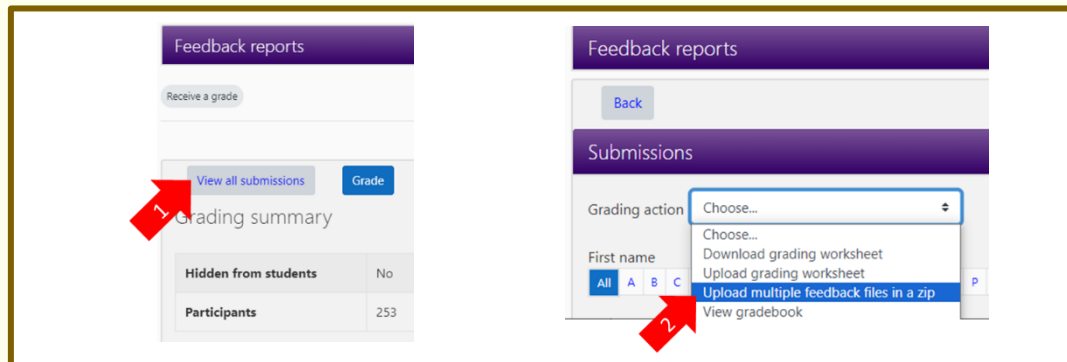 Feedback reports
Receive a grade
View all submissions
Grade
1
Grading summary
Hidden from students No
Participants 253
Feedback reports
Back
Submissions
Grading action Choose...
Choose...
Download grading worksheet
First name
Upload grading worksheet
All A B C Upload multiple feedback files in a zip P
View gradebook
2